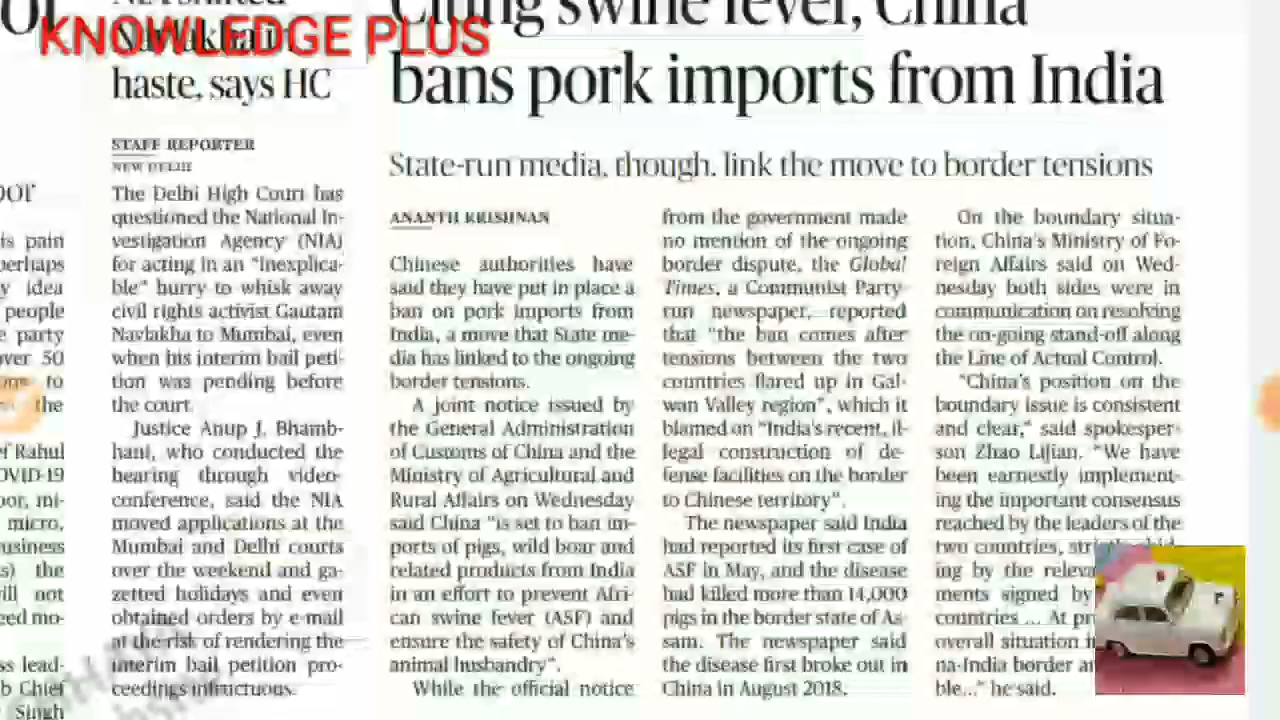 KNOWLEDGE PLUS
haste, says HC
STAFF REPORTER
NEW DELHI
The Delhi High Court has
questioned the National In-
vestigation Agency (NIA)
for acting in an "inexplica-
ble" hurry to whisk away
civil rights activist Gautam
Navlakha to Mumbai, even
when his interim bail peti-
tion was pending before
the court.
Justice Anup J. Bhamb-
hani, who conducted the
hearing through video-
conference, said the NIA
moved applications at the
Mumbai and Delhi courts
over the weekend and ga-
zetted holidays and even
obtained orders by e-mail
at the risk of rendering the
interim bail petition pro-
ceedings infructuous.
Citing swine fever, China
bans pork imports from India
State-run media, though, link the move to border tensions
ANANTH KRISHNAN
Chinese authorities have
said they have put in place a
ban on pork imports from
India, a move that State me-
dia has linked to the ongoing
border tensions.
A joint notice issued by
the General Administration
of Customs of China and the
Ministry of Agricultural and
Rural Affairs on Wednesday
said China "is set to ban im-
ports of pigs, wild boar and
related products from India
in an effort to prevent Afri-
can swine fever (ASF) and
ensure the safety of China's
animal husbandry".
While the official notice
from the government made
no mention of the ongoing
border dispute, the Global
Times, a Communist Party-
run newspaper, reported
that "the ban comes after
tensions between the two
countries flared up in Gal-
wan Valley region", which it
blamed on "India's recent, il-
legal construction of de-
fense facilities on the border
to Chinese territory".
The newspaper said India
had reported its first case of
ASF in May, and the disease
had killed more than 14,000
pigs in the border state of As-
sam. The newspaper said
the disease first broke out in
China in August 2018.
On the boundary situa-
tion, China's Ministry of Fo-
reign Affairs said on Wed-
nesday both sides were in
communication on resolving
the on-going stand-off along
the Line of Actual Control.
"China's position on the
boundary issue is consistent
and clear," said spokesper-
son Zhao Lijian. "We have
been earnestly implement-
ing the important consensus
reached by the leaders of the
two countries,
ing by the
ments signed by
countries ... At
overall situation
na-India border
ble..." he said.